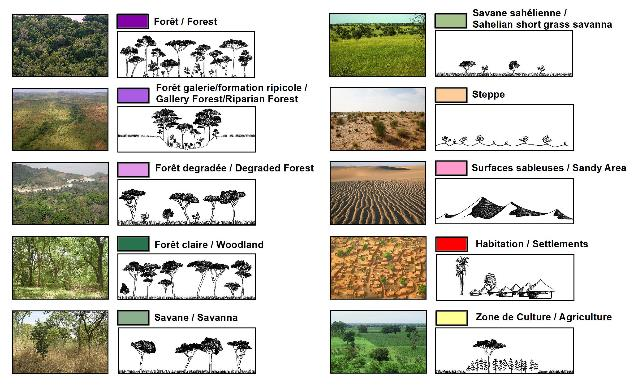 Forêt / Forest
Forêt galerie/formation ripicole /
Gallery Forest/Riparian Forest
Forêt degradée / Degraded Forest
Forêt claire / Woodland
Savane / Savanna
Savane sahélienne /
Sahelian short grass savanna
Steppe
Surfaces sableuses / Sandy Area
Habitation / Settlements
Zone de Culture / Agriculture